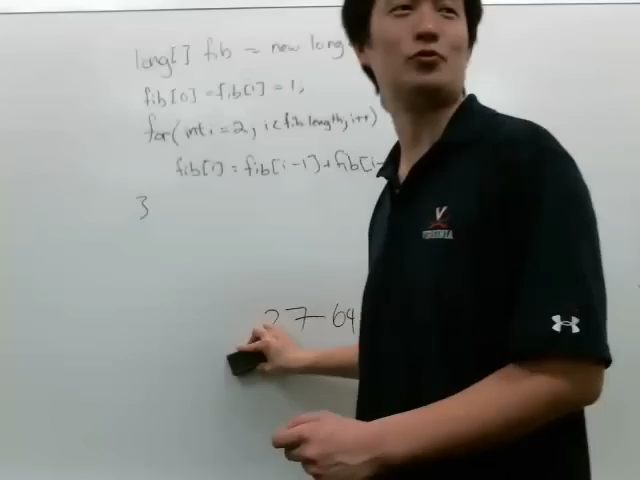 long[] fib = new long
fib[0] = fib[1] = 1;
for(int i = 2; i < fib.length; i++)
fib[i] = fib[i-1] + fib[i-
}
27-64
V
VIRGINIA